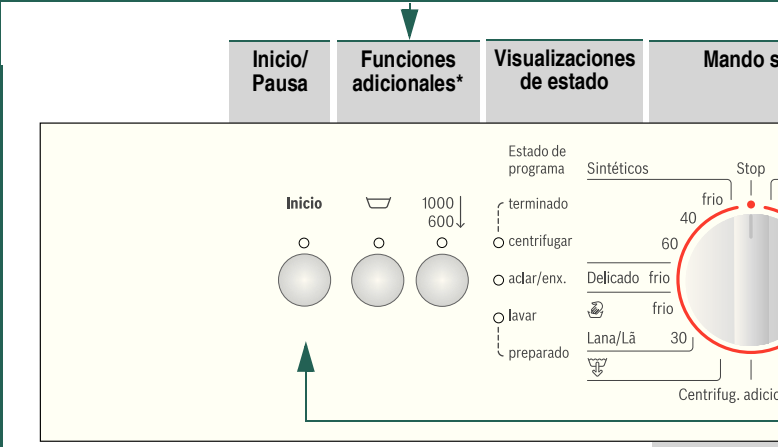 Inicio/
Pausa
Funciones
adicionales*
Visualizaciones
de estado
Mando s
Estado de
programa
Sintéticos
Stop
Inicio
1000
600
terminado
frio
40
centrifugar
60
aclar/enx.
Delicado frio
lavar
frio
Lana/Lã 30
preparado
Centrifug. adicio